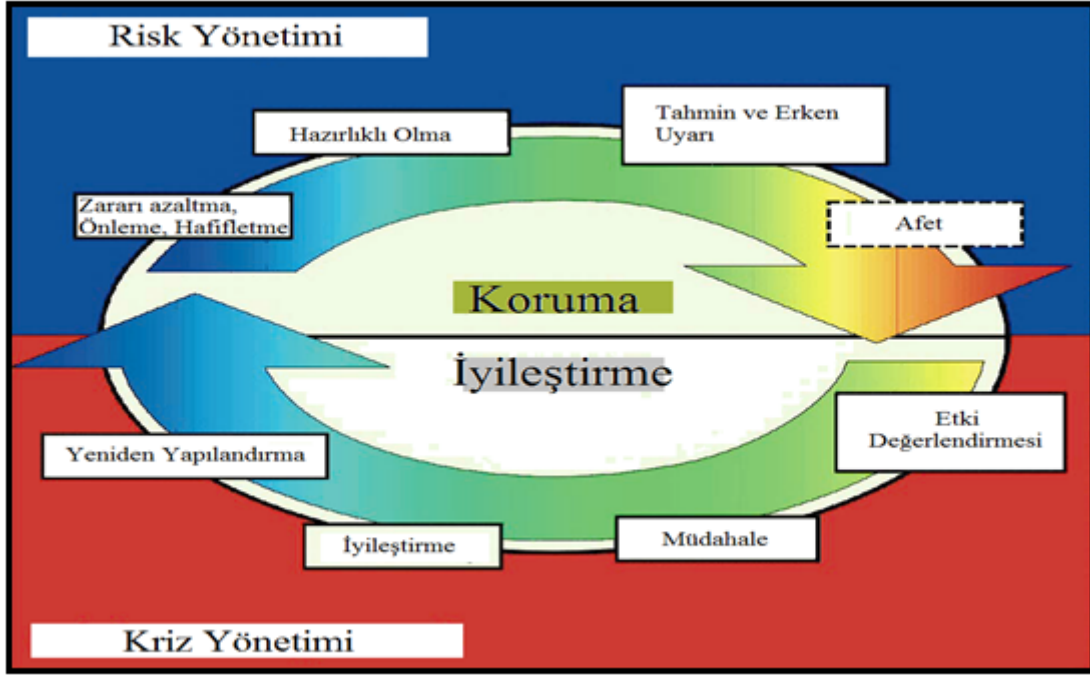 Risk Yönetimi
Tahmin ve Erken
Uyarı
Hazırlıklı Olma
Zararı azaltma,
Önleme, Hafifletme
Afet
Koruma
İyileştirme
Etki
Değerlendirmesi
Yeniden Yapılandırma
İyileştirme
Müdahale
Kriz Yönetimi